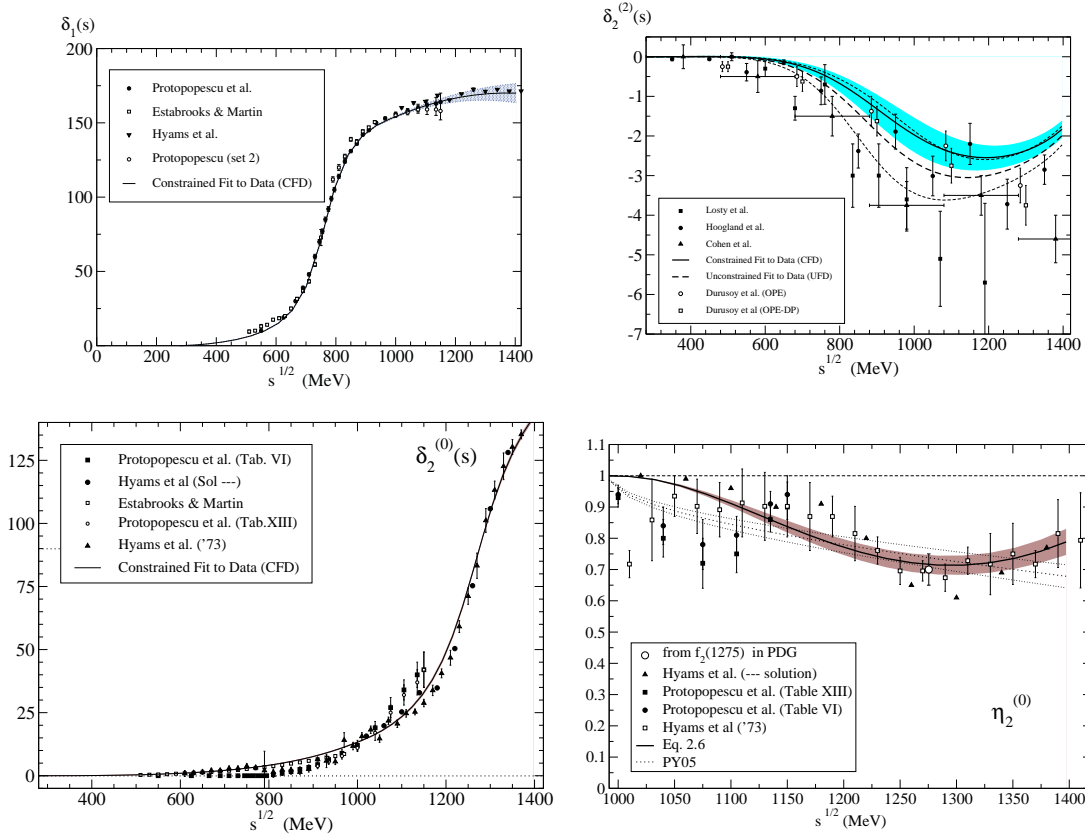 δ1(s)
200
150
100
50
0
Protopopescu et al.
Estabrooks & Martin
Hyams et al.
Protopopescu (set 2)
Constrained Fit to Data (CFD)
0 200 400 600 800 1000 1200 1400
s^1/2 (MeV)
δ2^(2)(s)
0
-1
-2
-3
-4
-5
-6
-7
Losty et al.
Hoogland et al.
Cohen et al.
Constrained Fit to Data (CFD)
Unconstrained Fit to Data (UFD)
Durusoy et al. (OPE)
Durusoy et al (OPE-DP)
400 600 800 1000 1200 1400
s^1/2 (MeV)
δ2^(0)(s)
125
100
75
50
25
0
Protopopescu et al. (Tab. VI)
Hyams et al (Sol ---)
Estabrooks & Martin
Protopopescu et al. (Tab.XIII)
Hyams et al. ('73)
Constrained Fit to Data (CFD)
400 600 800 1000 1200 1400
s^1/2 (MeV)
1.1
1
0.9
0.8
0.7
0.6
0.5
0.4
0.3
0.2
0.1
0
from f2(1275) in PDG
Hyams et al. (--- solution)
Protopopescu et al. (Table XIII)
Protopopescu et al. (Table VI)
Hyams et al ('73)
Eq. 2.6
PY05
η2^(0)
1000 1050 1100 1150 1200 1250 1300 1350 1400
s^1/2 (MeV)